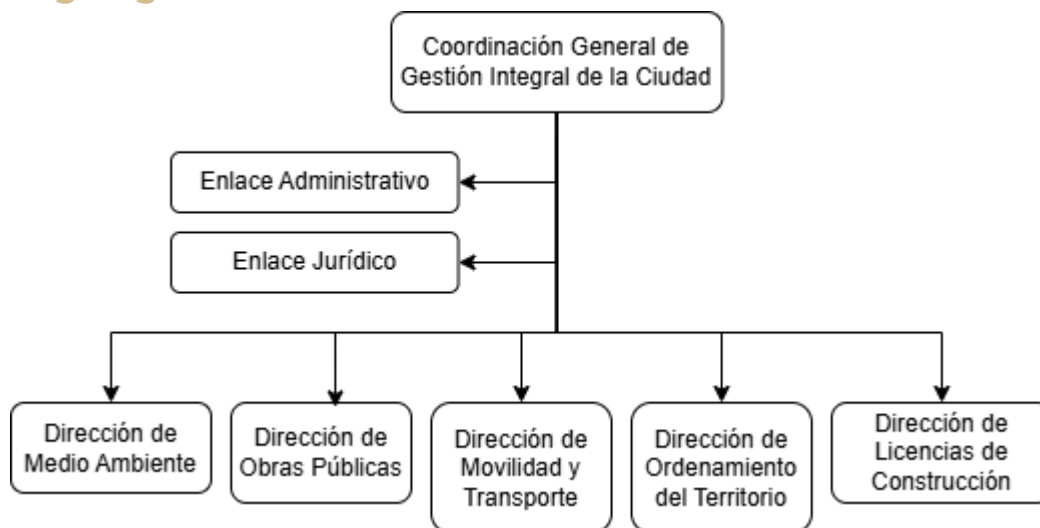 Coordinación General de
Gestión Integral de la Ciudad
Enlace Administrativo
Enlace Jurídico
Dirección de
Medio Ambiente
Dirección de
Obras Públicas
Dirección de
Movilidad y
Transporte
Dirección de
Ordenamiento
del Territorio
Dirección de
Licencias de
Construcción